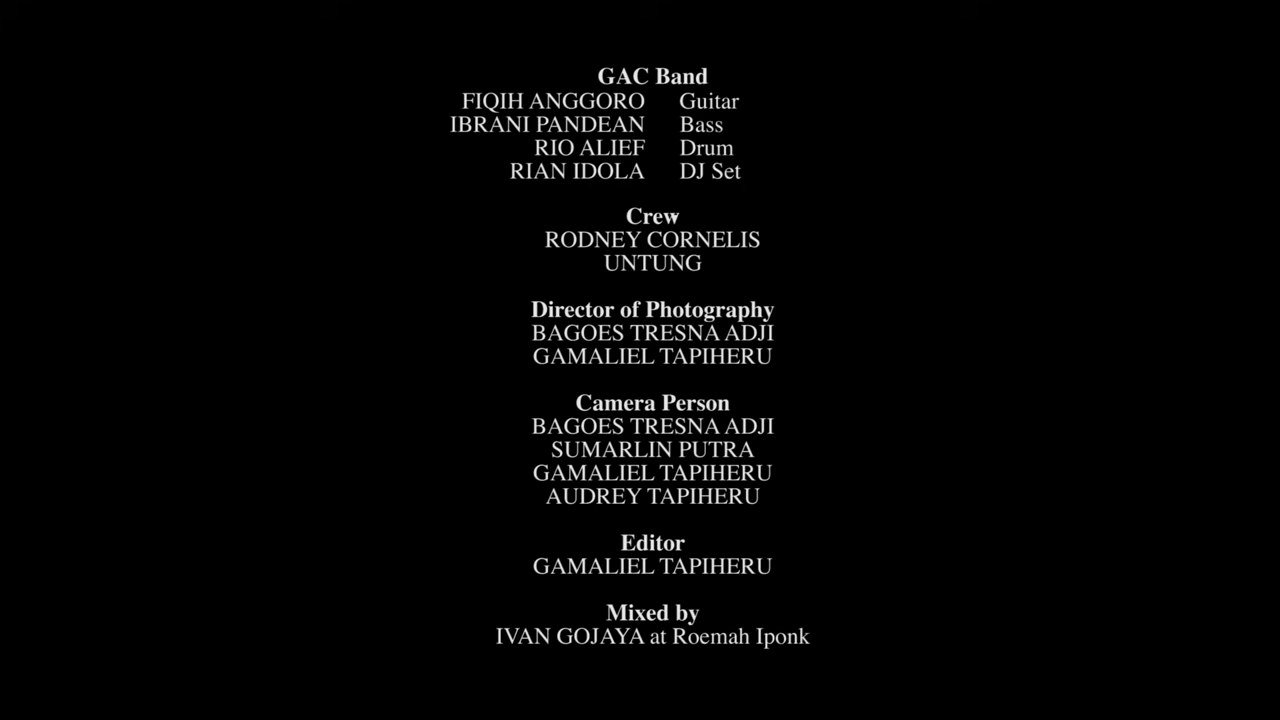 GAC Band
FIQIH ANGGORO Guitar
IBRANI PANDEAN Bass
RIO ALIEF Drum
RIAN IDOLA DJ Set
Crew
RODNEY CORNELIS
UNTUNG
Director of Photography
BAGOES TRESNA ADJI
GAMALIEL TAPIHERU
Camera Person
BAGOES TRESNA ADJI
SUMARLIN PUTRA
GAMALIEL TAPIHERU
AUDREY TAPIHERU
Editor
GAMALIEL TAPIHERU
Mixed by
IVAN GOJAYA at Roemah Iponk